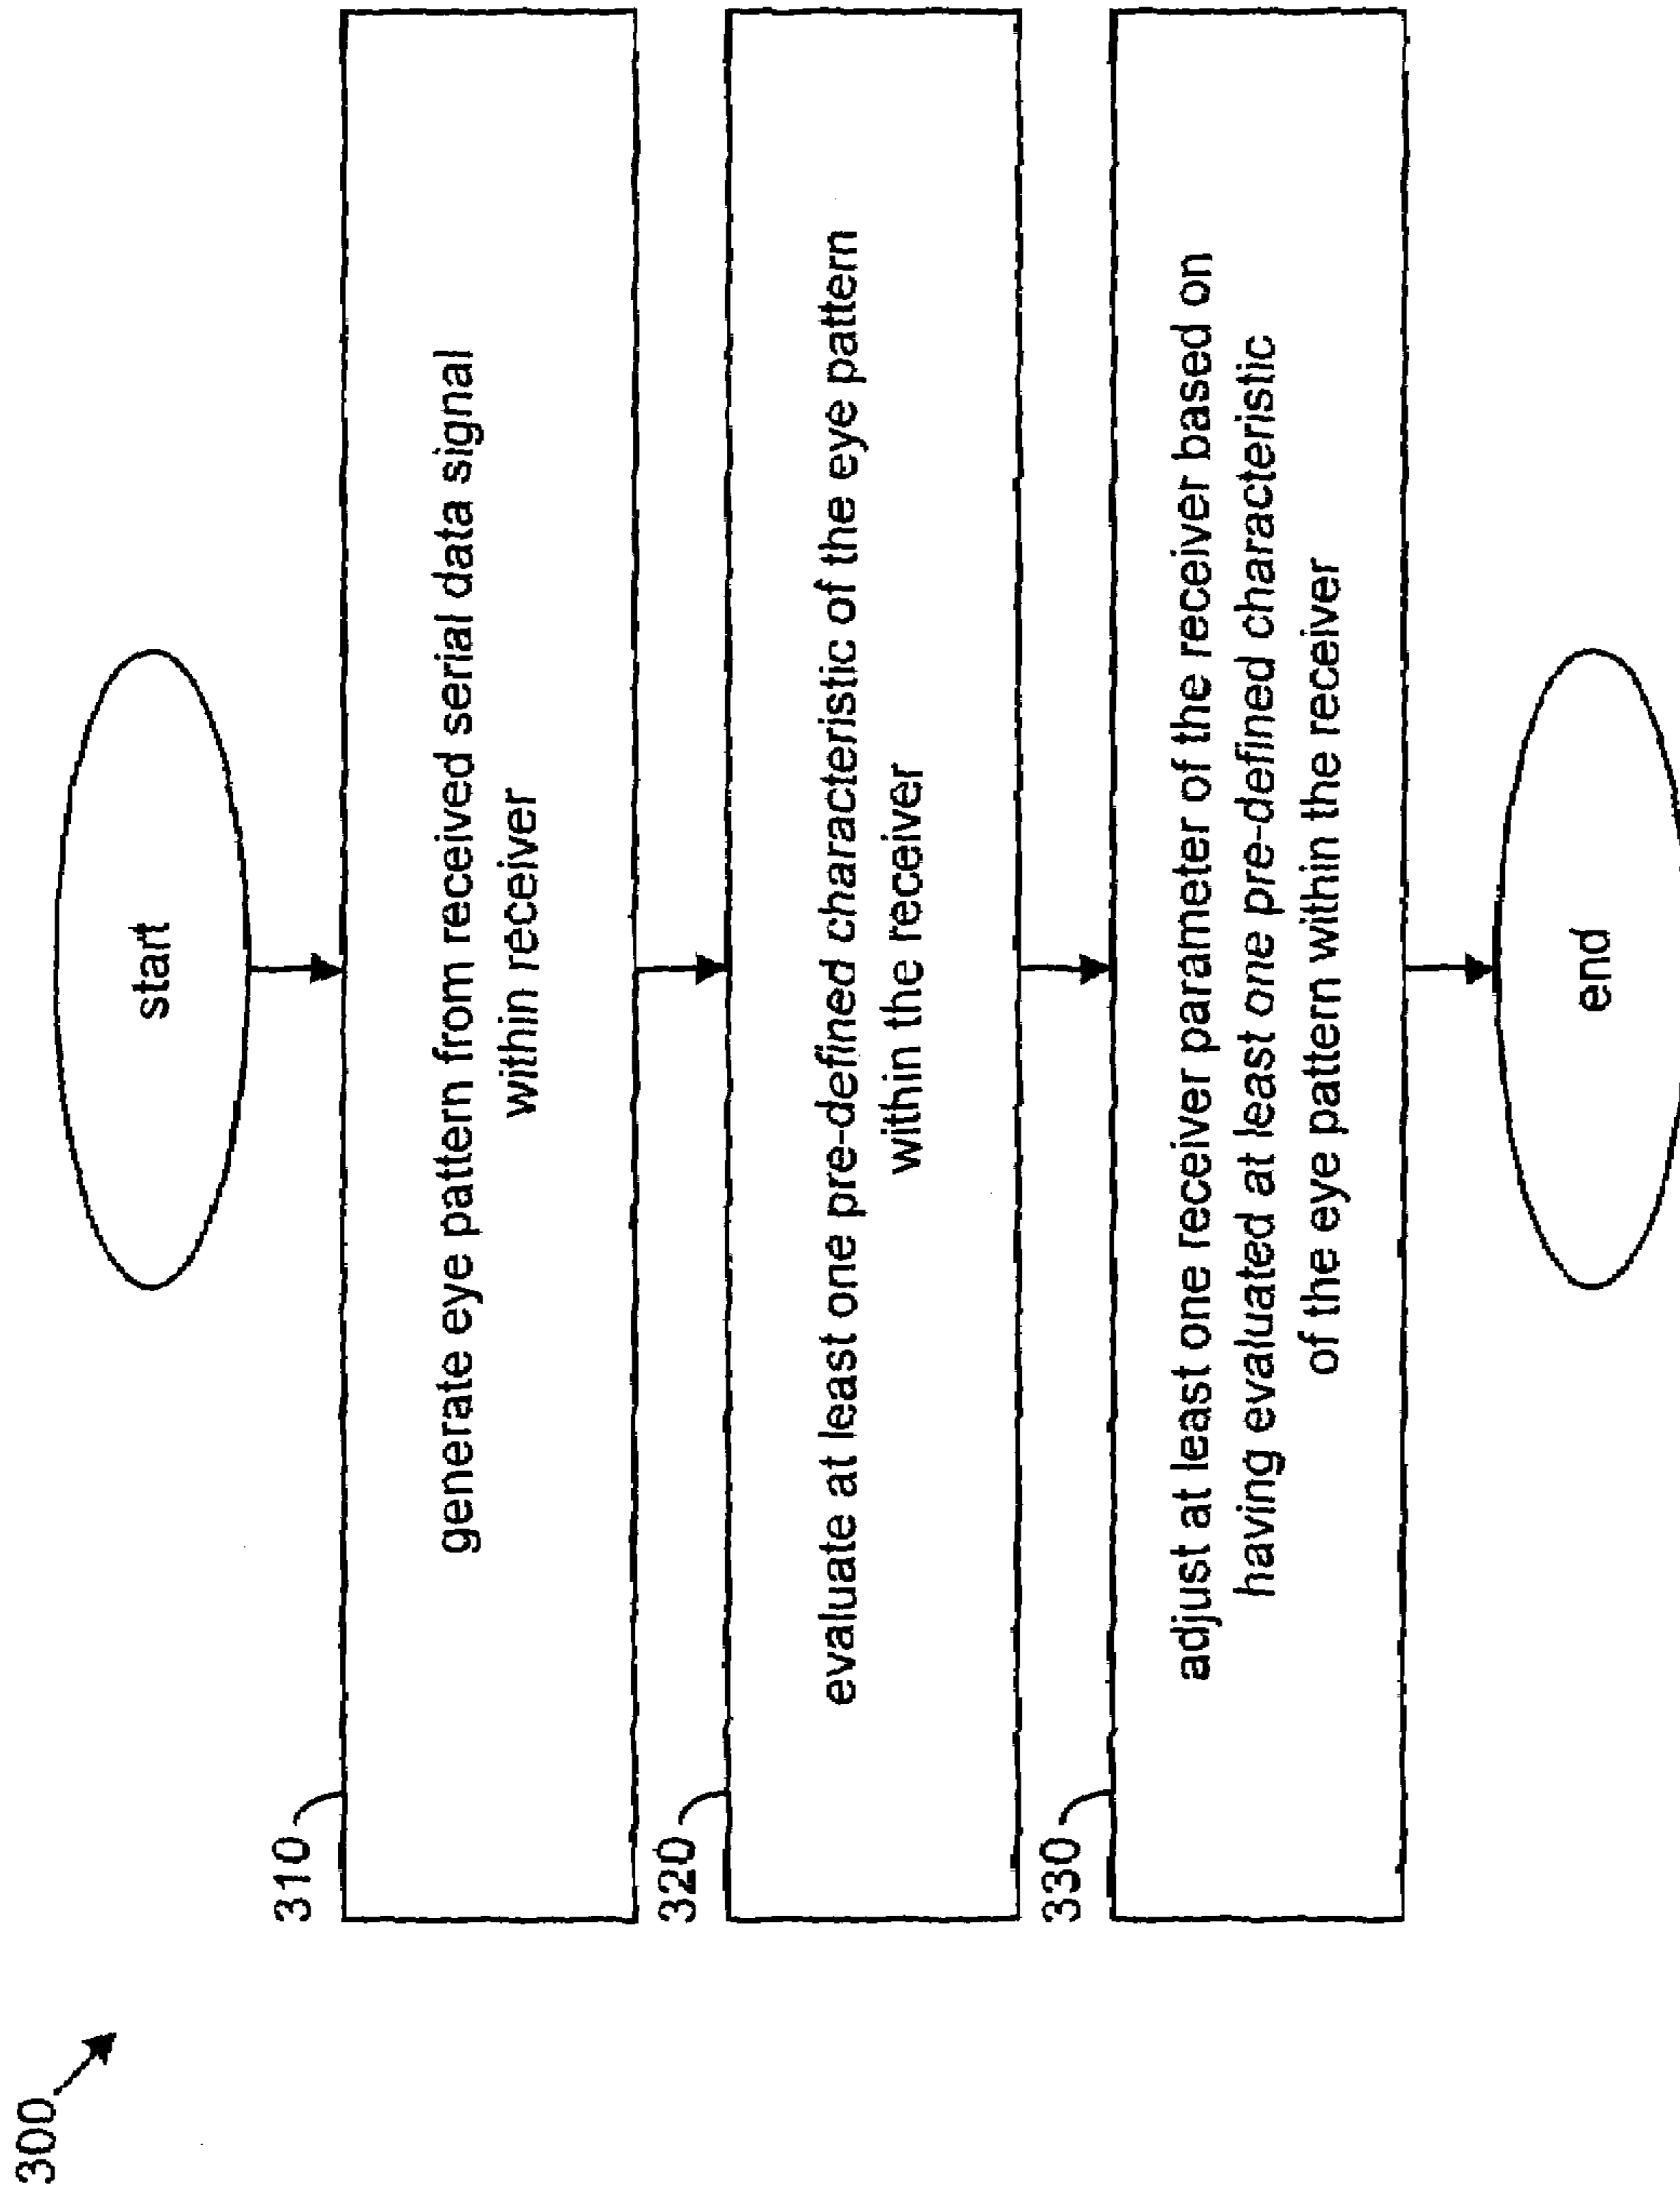 300
start
310
generate eye pattern from received serial data signal
within receiver
320
evaluate at least one pre-defined characteristic of the eye pattern
within the receiver
330
adjust at least one receiver parameter of the receiver based on
having evaluated at least one pre-defined characteristic
of the eye pattern within the receiver
end